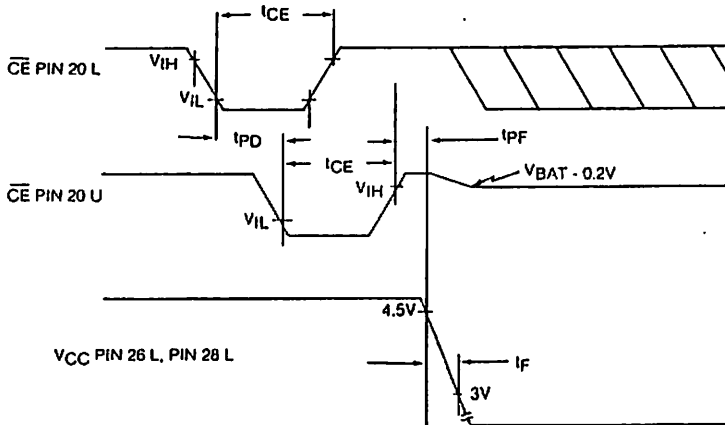 tCE
CE PIN 20 L
VIH
VIL
tPD
tPF
tCE
CE PIN 20 U
VIH
VBAT - 0.2V
VIL
4.5V
VCC PIN 26 L, PIN 28 L
tF
3V